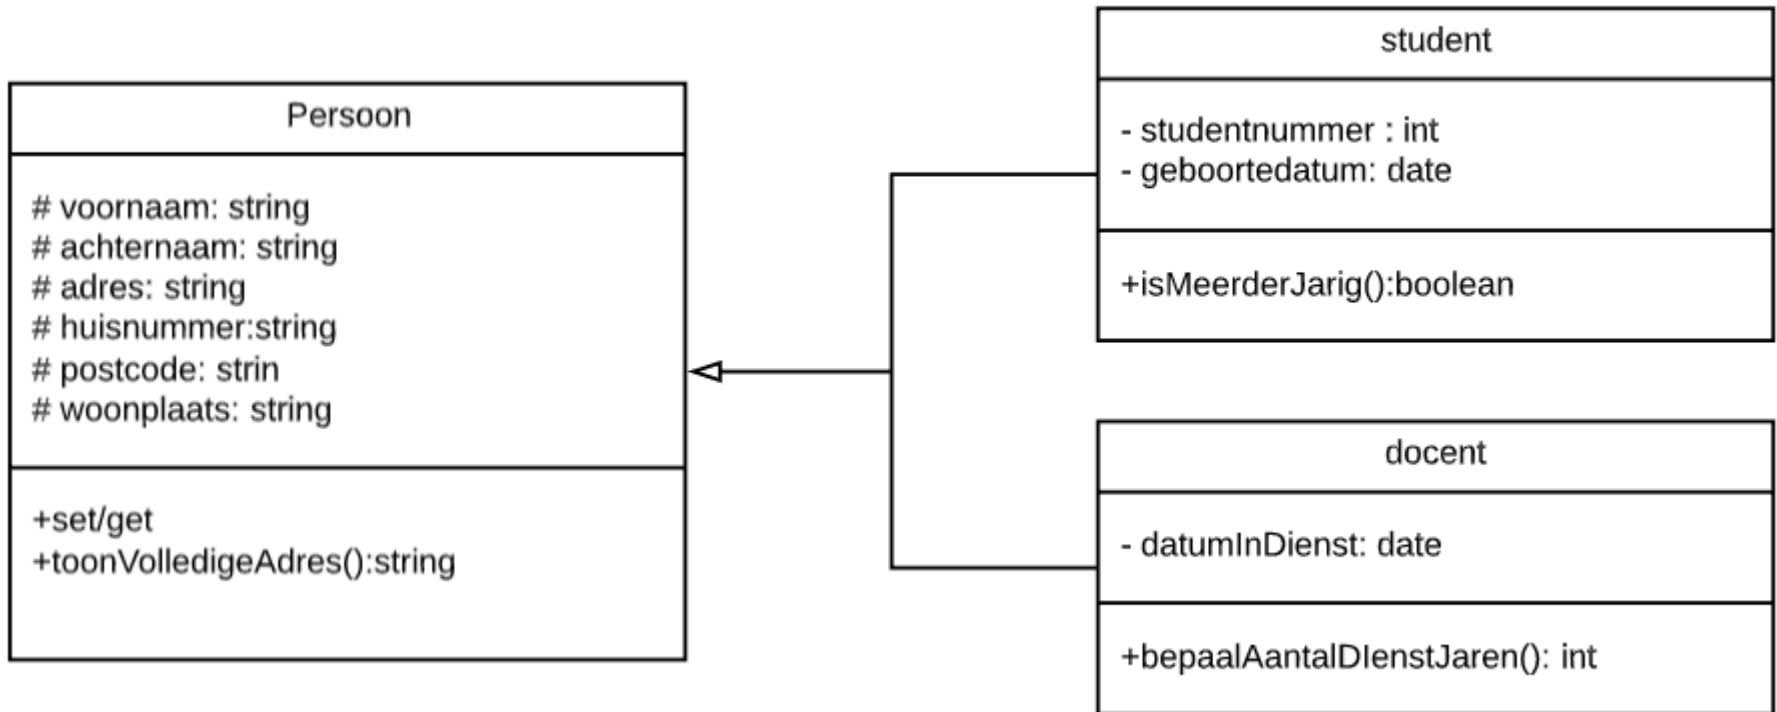 Persoon
# voornaam: string
# achternaam: string
# adres: string
# huisnummer:string
# postcode: strin
# woonplaats: string
+set/get
+toonVolledigeAdres():string
student
- studentnummer : int
- geboortedatum: date
+isMeerderJarig():boolean
docent
- datumInDienst: date
+bepaalAantalDIenstJaren(): int